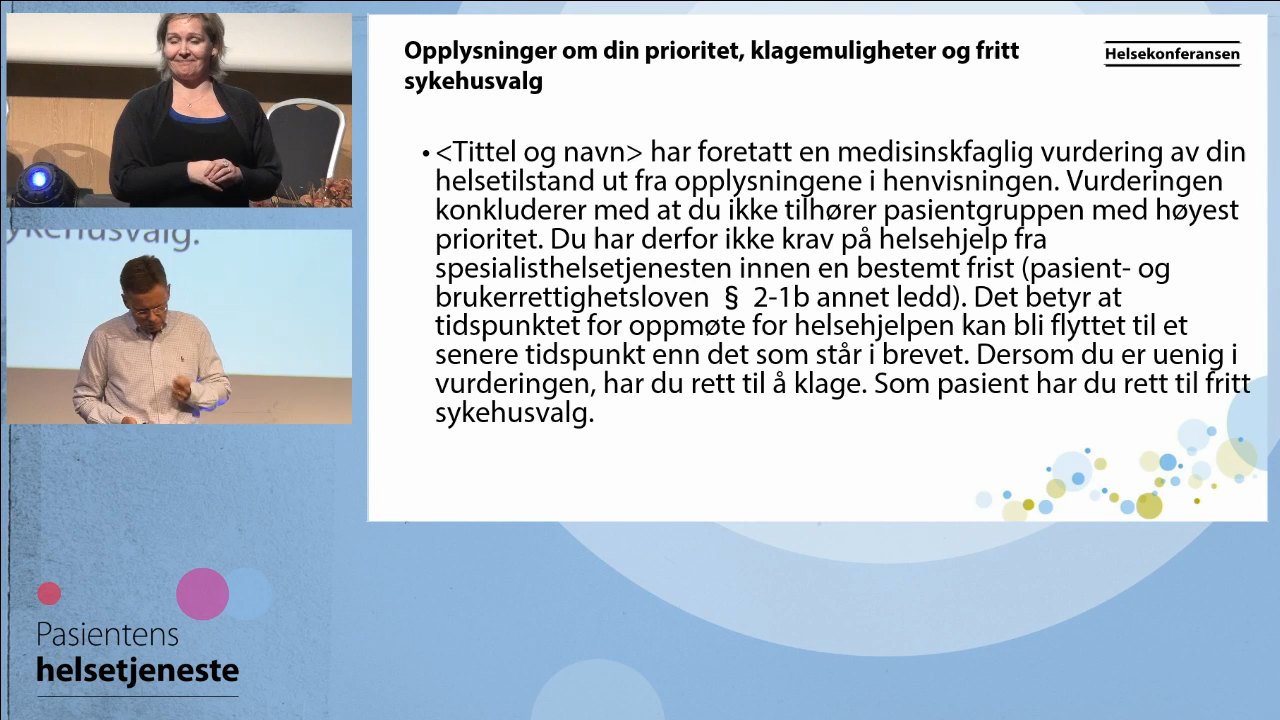 Opplysninger om din prioritet, klagemuligheter og fritt
sykehusvalg
Helsekonferansen
• <Tittel og navn> har foretatt en medisinskfaglig vurdering av din
helsetilstand ut fra opplysningene i henvisningen. Vurderingen
konkluderer med at du ikke tilhører pasientgruppen med høyest
prioritet. Du har derfor ikke krav på helsehjelp fra
spesialisthelsetjenesten innen en bestemt frist (pasient- og
brukerrettighetsloven § 2-1b annet ledd). Det betyr at
tidspunktet for oppmøte for helsehjelpen kan bli flyttet til et
senere tidspunkt enn det som står i brevet. Dersom du er uenig i
vurderingen, har du rett til å klage. Som pasient har du rett til fritt
sykehusvalg.
sykehusvalg.
Pasientens
helsetjeneste